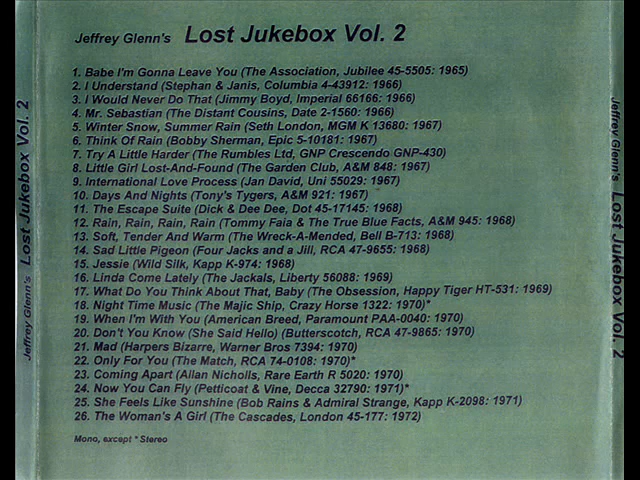 Jeffrey Glenn's Lost Jukebox Vol. 2
1. Babe I'm Gonna Leave You (The Association, Jubilee 45-5505: 1965)
2. I Understand (Stephan & Janis, Columbia 4-43912: 1966)
3. I Would Never Do That (Jimmy Boyd, Imperial 66166: 1966)
4. Mr. Sebastian (The Distant Cousins, Date 2-1560: 1966)
5. Winter Snow, Summer Rain (Seth London, MGM K 13680: 1967)
6. Think Of Rain (Bobby Sherman, Epic 5-10181: 1967)
7. Try A Little Harder (The Rumbles Ltd, GNP Crescendo GNP-430)
8. Little Girl Lost-And-Found (The Garden Club, A&M 848: 1967)
9. International Love Process (Jan David, Uni 55029: 1967)
10. Days And Nights (Tony's Tygers, A&M 921: 1967)
11. The Escape Suite (Dick & Dee Dee, Dot 45-17145: 1968)
12. Rain, Rain, Rain, Rain (Tommy Faia & The True Blue Facts, A&M 945: 1968)
13. Soft, Tender And Warm (The Wreck-A-Mended, Bell B-713: 1968)
14. Sad Little Pigeon (Four Jacks and a Jill, RCA 47-9655: 1968)
15. Jessie (Wild Silk, Kapp K-974: 1968)
16. Linda Come Lately (The Jackals, Liberty 56088: 1969)
17. What Do You Think About That, Baby (The Obsession, Happy Tiger HT-531: 1969)
18. Night Time Music (The Majic Ship, Crazy Horse 1322: 1970)*
19. When I'm With You (American Breed, Paramount PAA-0040: 1970)
20. Don't You Know (She Said Hello) (Butterscotch, RCA 47-9865: 1970)
21. Mad (Harpers Bizarre, Warner Bros 7394: 1970)
22. Only For You (The Match, RCA 74-0108: 1970)*
23. Coming Apart (Allan Nicholls, Rare Earth R 5020: 1970)
24. Now You Can Fly (Petticoat & Vine, Decca 32790: 1971)*
25. She Feels Like Sunshine (Bob Rains & Admiral Strange, Kapp K-2098: 1971)
26. The Woman's A Girl (The Cascades, London 45-177: 1972)
Mono, except * Stereo
Jeffrey Glenn's Lost Jukebox Vol. 2
Jeffrey Glenn's Lost Jukebox Vol. 2